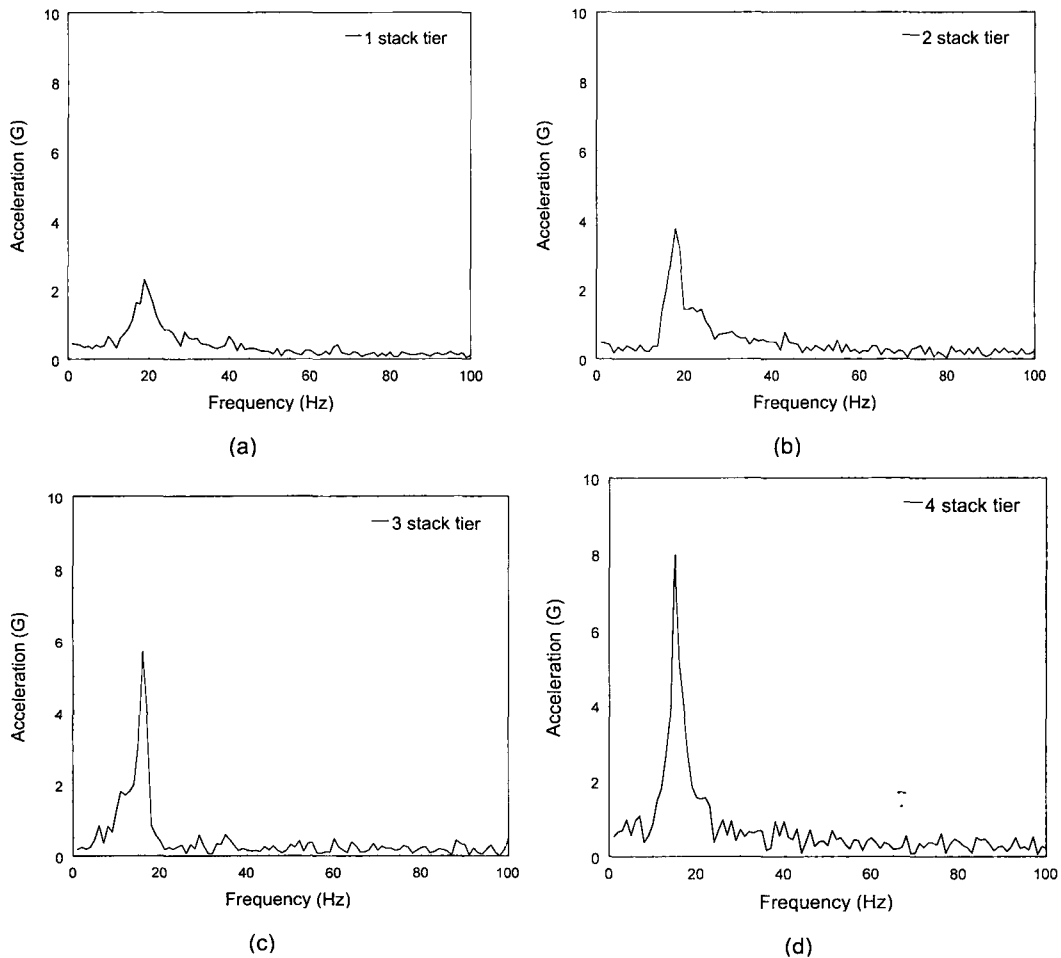 10
8
6
4
2
0
Acceleration (G)
1 stack tier
0 20 40 60 80 100
Frequency (Hz)
(a)
10
8
6
4
2
0
Acceleration (G)
2 stack tier
0 20 40 60 80 100
Frequency (Hz)
(b)
10
8
6
4
2
0
Acceleration (G)
3 stack tier
0 20 40 60 80 100
Frequency (Hz)
(c)
10
8
6
4
2
0
Acceleration (G)
4 stack tier
0 20 40 60 80 100
Frequency (Hz)
(d)